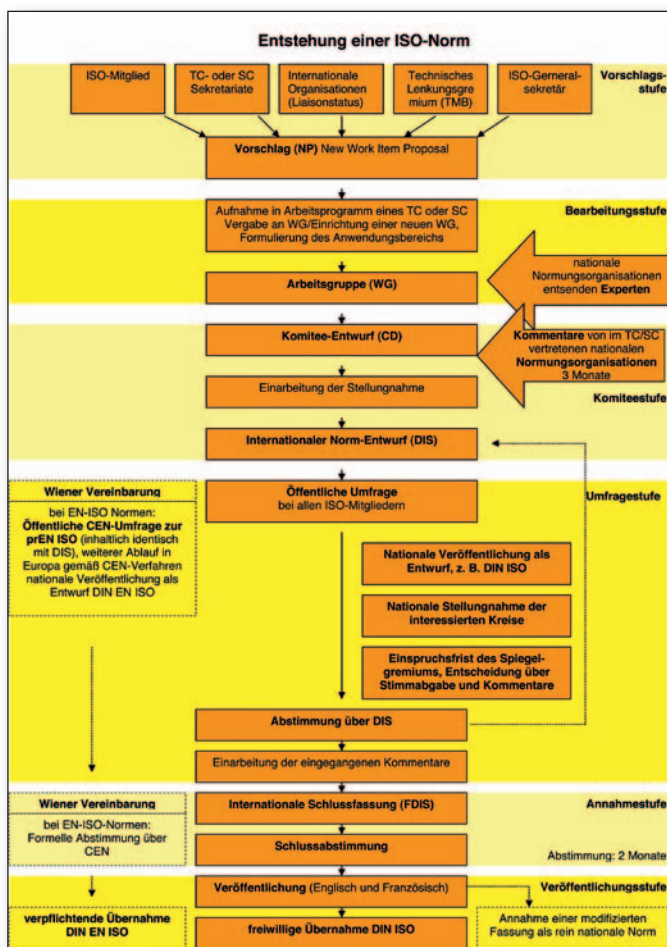 Entstehung einer ISO-Norm
Vorschlags-
stufe
ISO-Mitglied
TC- oder SC
Sekretariate
Internationale
Organisationen
(Liaisonstatus)
Technisches
Lenkungsgre
mium (TMB)
ISO-Gerneral-
sekretär
Vorschlag (NP) New Work Item Proposal
Bearbeitungsstufe
Aufnahme in Arbeitsprogramm eines TC oder SC
Vergabe an WG/Einrichtung einer neuen WG,
Formulierung des Anwendungsbereichs
nationale
Normungsorganisationen
entsenden Experten
Arbeitsgruppe (WG)
Komitee-Entwurf (CD)
Kommentare von im TC/SC
vertretenen nationalen
Normungsorganisationen
3 Monate
Einarbeitung der Stellungnahme
Komiteestufe
Internationaler Norm-Entwurf (DIS)
Umfragestufe
Öffentliche Umfrage
bei allen ISO-Mitgliedern
Wiener Vereinbarung
bei EN-ISO Normen:
Öffentliche CEN-Umfrage zur
prEN ISO (inhaltlich identisch
mit DIS), weiterer Ablauf in
Europa gemäß CEN-Verfahren
nationale Veröffentlichung als
Entwurf DIN EN ISO
Nationale Veröffentlichung als
Entwurf, z. B. DIN ISO
Nationale Stellungnahme der
interessierten Kreise
Einspruchsfrist des Spiegel-
gremiums, Entscheidung über
Stimmabgabe und Kommentare
Abstimmung über DIS
Einarbeitung der eingegangenen Kommentare
Annahmestufe
Wiener Vereinbarung
bei EN-ISO-Normen:
Formelle Abstimmung über
CEN
Internationale Schlussfassung (FDIS)
Schlussabstimmung
Abstimmung: 2 Monate
Veröffentlichung (Englisch und Französisch)
Veröffentlichungsstufe
verpflichtende Übernahme
DIN EN ISO
freiwillige Übernahme DIN ISO
Annahme einer modifizierten
Fassung als rein nationale Norm